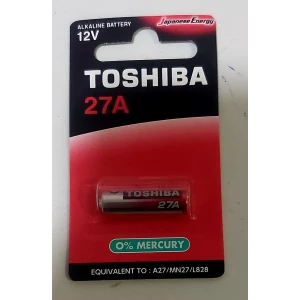 Japanese Energy
ALKALINE BATTERY
12V
TOSHIBA
27A
TOSHIBA
27A
0% MERCURY
EQUIVALENT TO : A27/MN27/L828